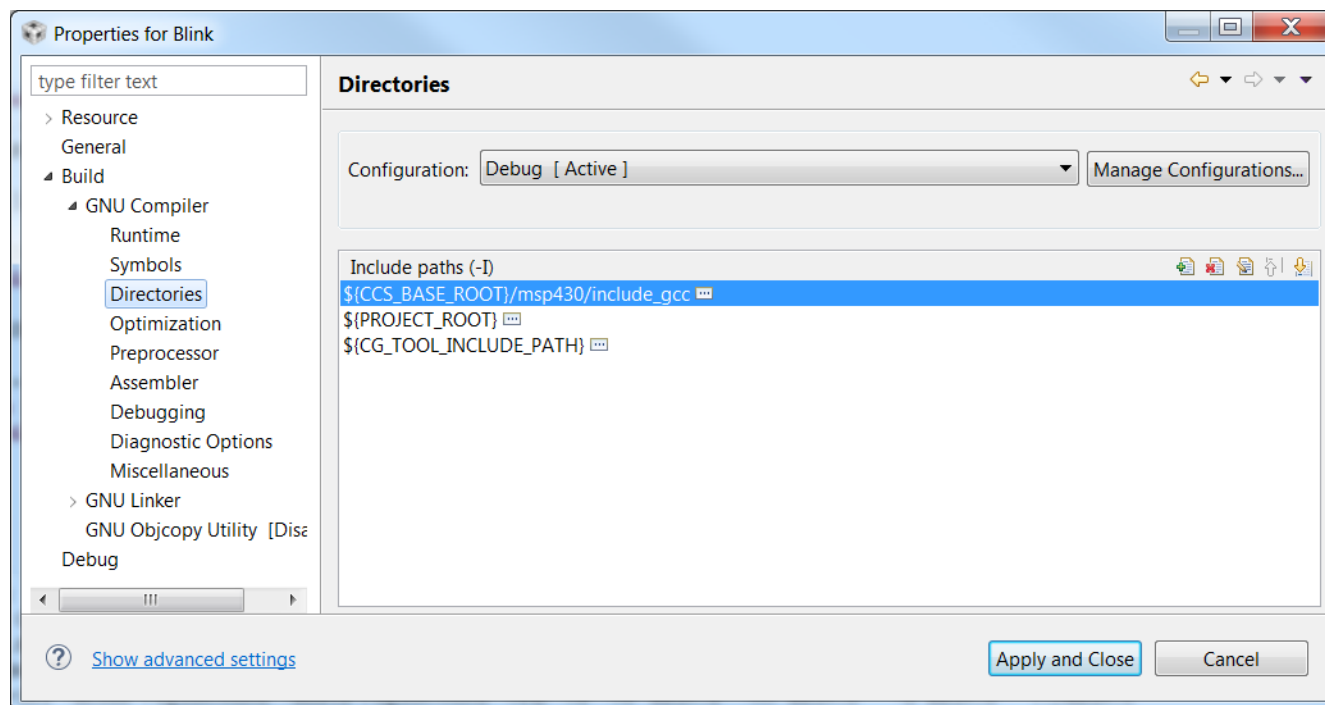 Properties for Blink
type filter text
Resource
General
Build
GNU Compiler
Runtime
Symbols
Directories
Optimization
Preprocessor
Assembler
Debugging
Diagnostic Options
Miscellaneous
GNU Linker
GNU Objcopy Utility [Disa
Debug
Show advanced settings
Directories
Configuration: Debug [ Active ] Manage Configurations...
Include paths (-I)
${CCS_BASE_ROOT}/msp430/include_gcc
${PROJECT_ROOT}
${CG_TOOL_INCLUDE_PATH}
Apply and Close Cancel